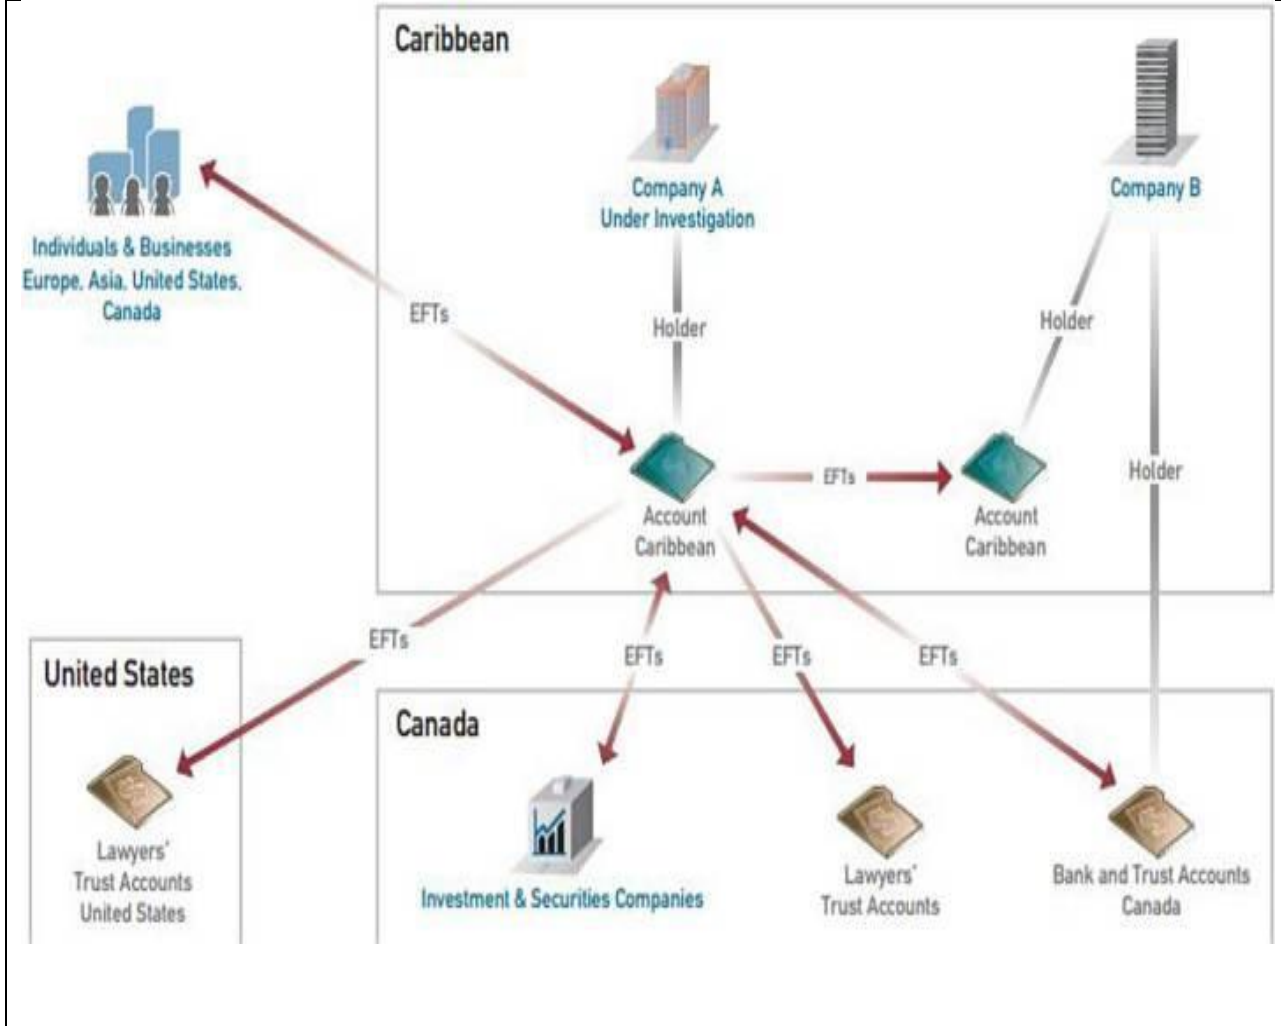 Caribbean
Company A
Under Investigation
Company B
Individuals & Businesses
Europe, Asia, United States,
Canada
EFTs
Holder
Holder
Holder
EFTs
Account
Caribbean
Account
Caribbean
EFTs
EFTs
EFTs
EFTs
United States
Lawyers'
Trust Accounts
United States
Canada
Investment & Securities Companies
Lawyers'
Trust Accounts
Bank and Trust Accounts
Canada